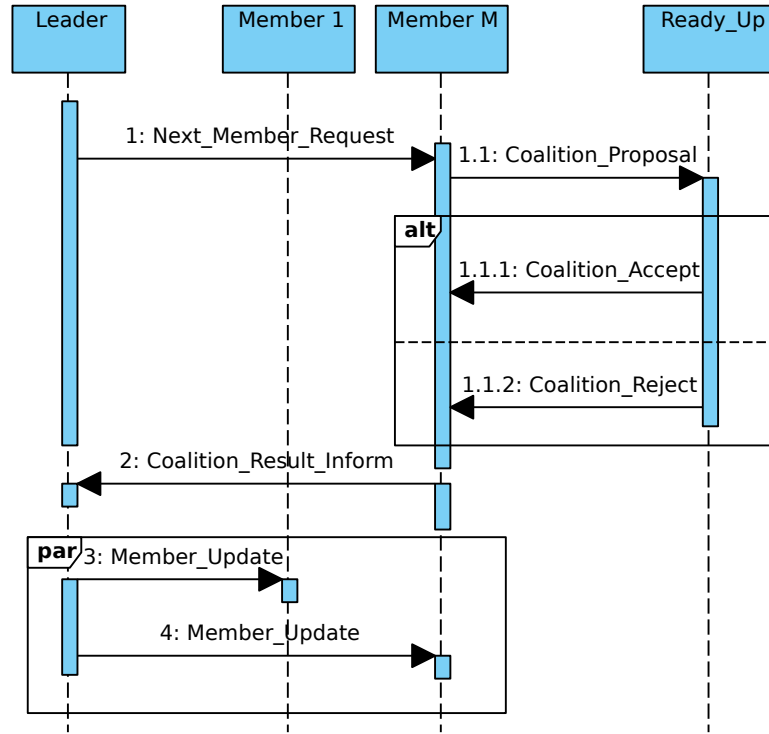 Leader
Member 1
Member M
Ready_Up
1: Next_Member_Request
1.1: Coalition_Proposal
alt
1.1.1: Coalition_Accept
1.1.2: Coalition_Reject
2: Coalition_Result_Inform
par
3: Member_Update
4: Member_Update